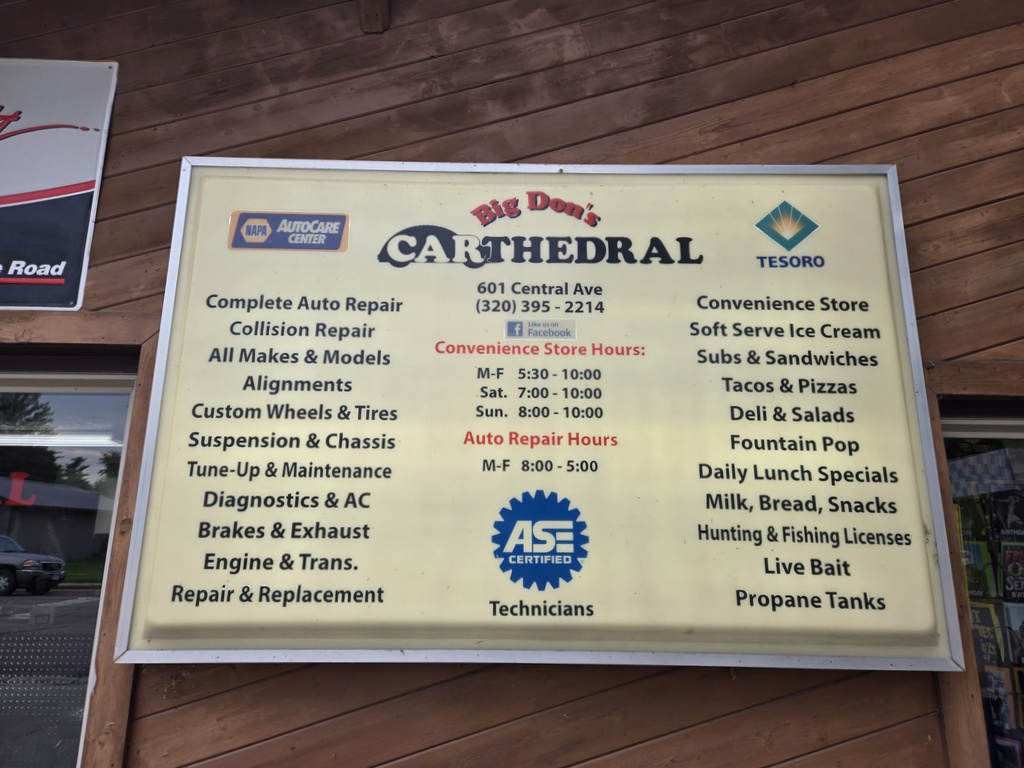 Road
NAPA AUTOCARE CENTER
Big Don's
CARTHEDRAL
TESORO
601 Central Ave
(320) 395 - 2214
Like us on
Facebook
Convenience Store Hours:
M-F 5:30 - 10:00
Sat. 7:00 - 10:00
Sun. 8:00 - 10:00
Auto Repair Hours
M-F 8:00 - 5:00
ASE
CERTIFIED
Technicians
Complete Auto Repair
Collision Repair
All Makes & Models
Alignments
Custom Wheels & Tires
Suspension & Chassis
Tune-Up & Maintenance
Diagnostics & AC
Brakes & Exhaust
Engine & Trans.
Repair & Replacement
Convenience Store
Soft Serve Ice Cream
Subs & Sandwiches
Tacos & Pizzas
Deli & Salads
Fountain Pop
Daily Lunch Specials
Milk, Bread, Snacks
Hunting & Fishing Licenses
Live Bait
Propane Tanks